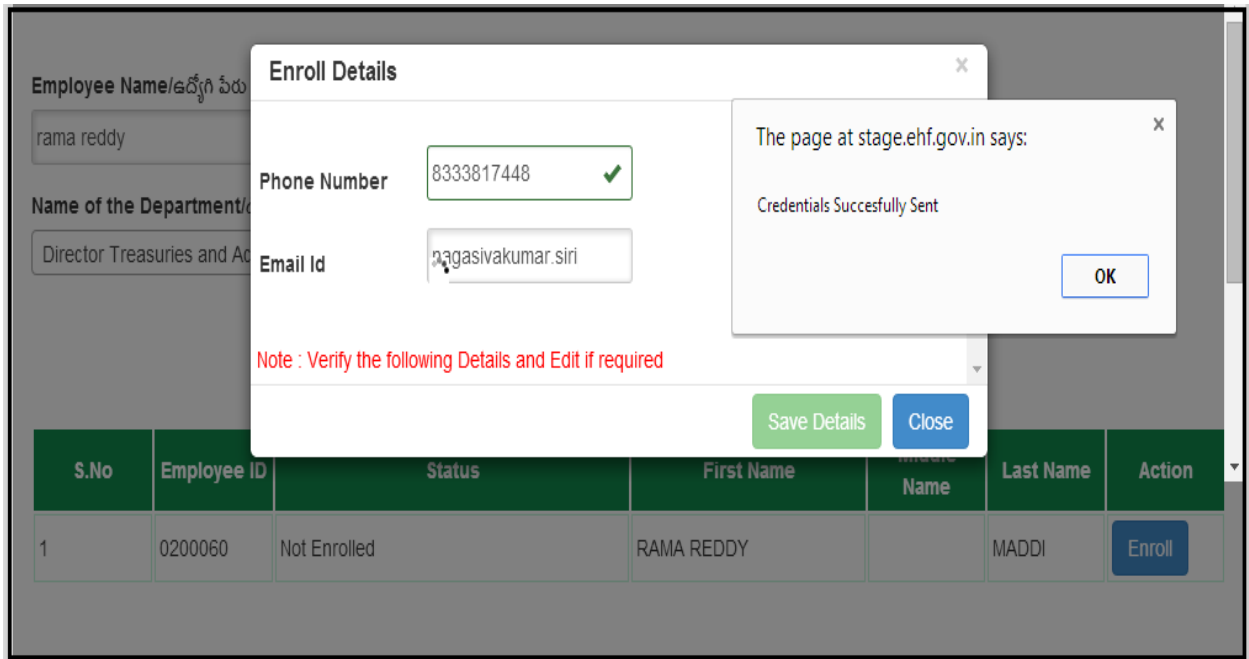 Enroll Details
×
Employee Name/ఉద్యోగి పేరు
rama reddy
Name of the Department/
Director Treasuries and Ac
Phone Number
8333817448
Email Id
nagasivakumar.siri
Note : Verify the following Details and Edit if required
Save Details
Close
The page at stage.ehf.gov.in says:
x
Credentials Succesfully Sent
OK
S.No Employee ID Status First Name Middle Name Last Name Action
1 0200060 Not Enrolled RAMA REDDY MADDI Enroll